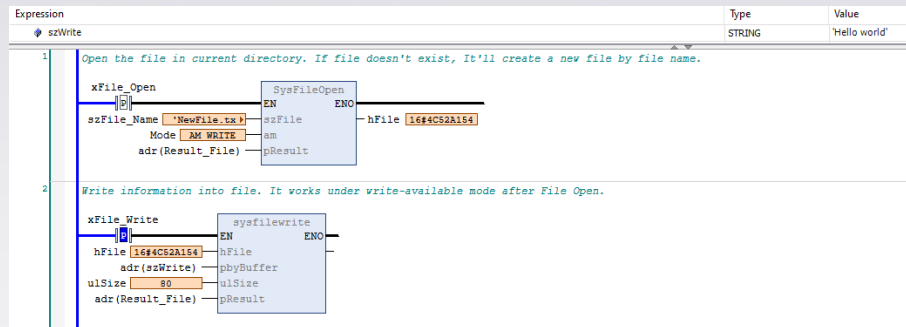 Expression Type Value
szWrite STRING 'Hello world'
1 Open the file in current directory. If file doesn't exist, It'll create a new file by file name.
xFile_Open
P
SysFileOpen
EN ENO
szFile_Name 'NewFile.tx szFile hFile 16#4C52A154
Mode AM WRITE am
adr(Result_File) pResult
2 Write information into file. It works under write-available mode after File Open.
xFile_Write
P
sysfilewrite
EN ENO
hFile 16#4C52A154 hFile
adr(szWrite) pbyBuffer
ulSize 80 ulSize
adr(Result_File) pResult